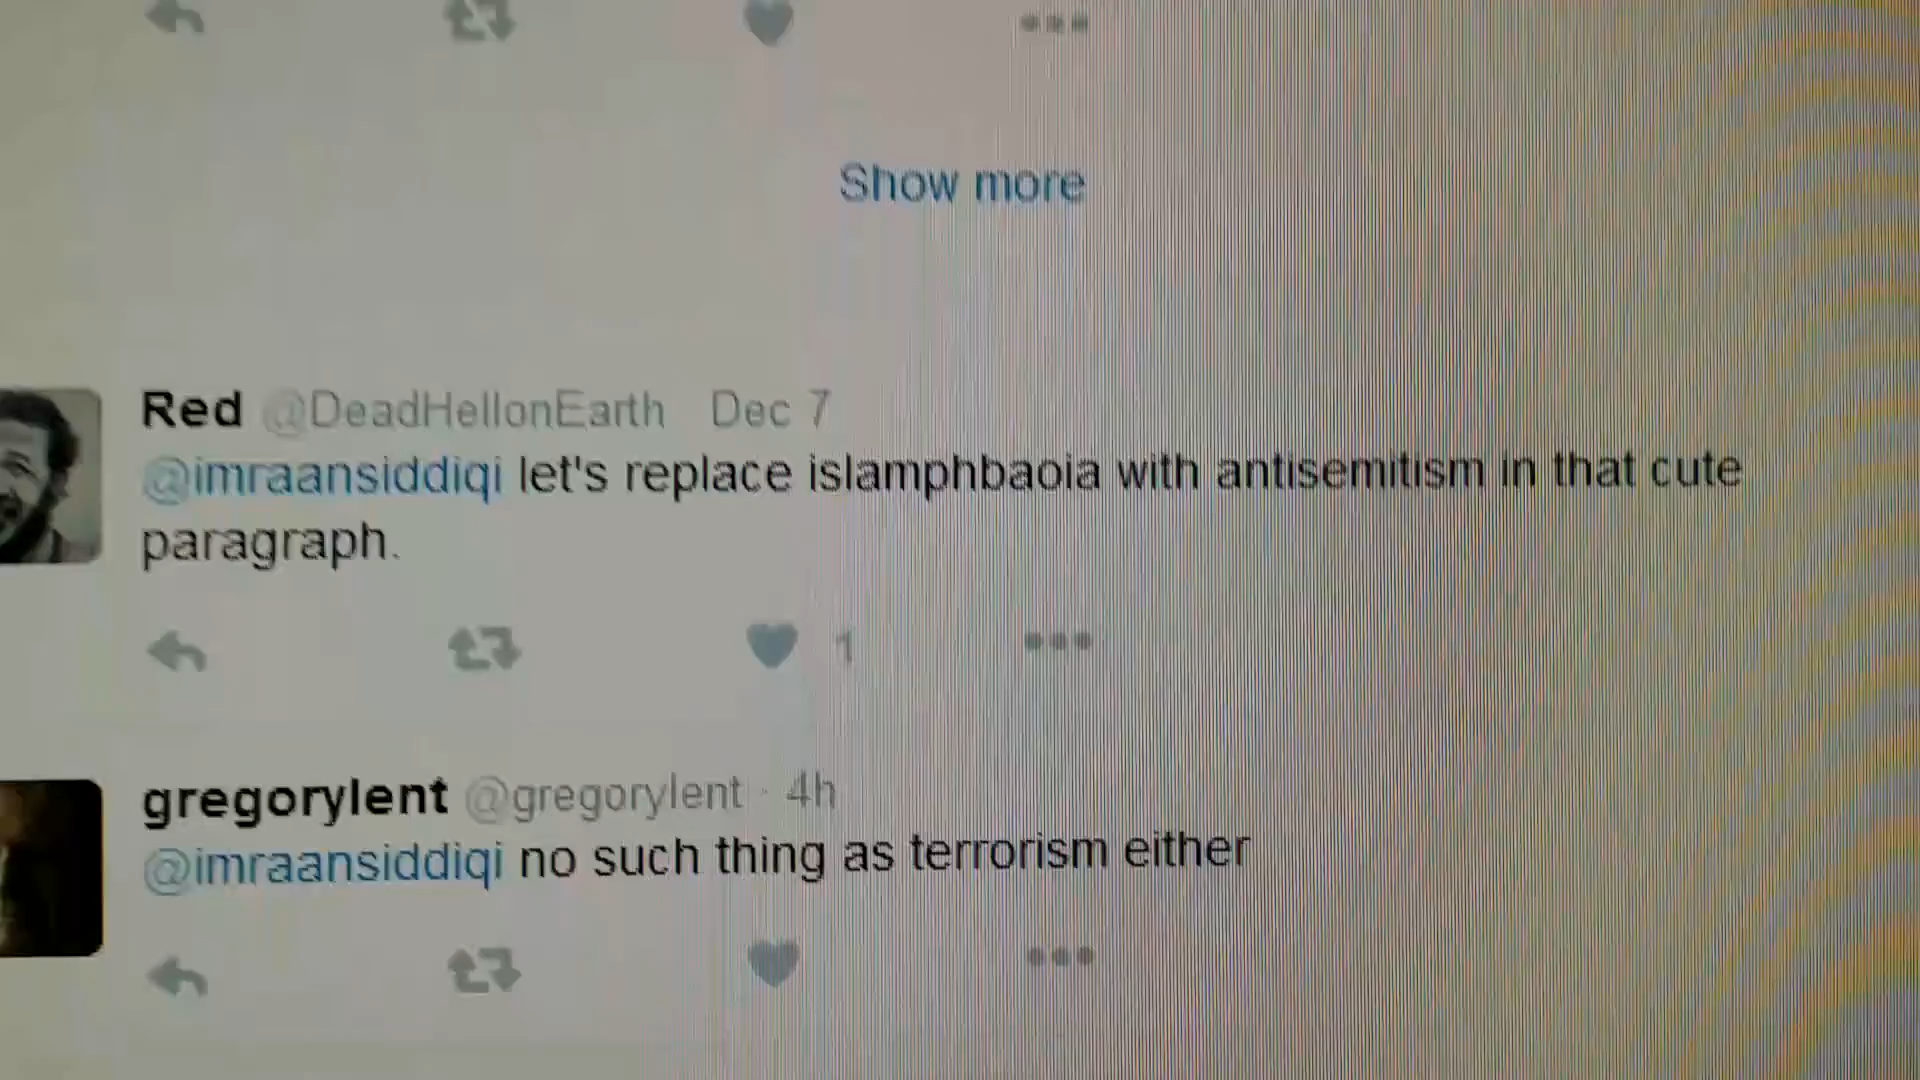 Show more
Red @DeadHellonEarth Dec 7
@imraansiddiqi let's replace islamphbaoia with antisemitism in that cute
paragraph.
1
gregorylent @gregorylent · 4h
@imraansiddiqi no such thing as terrorism either